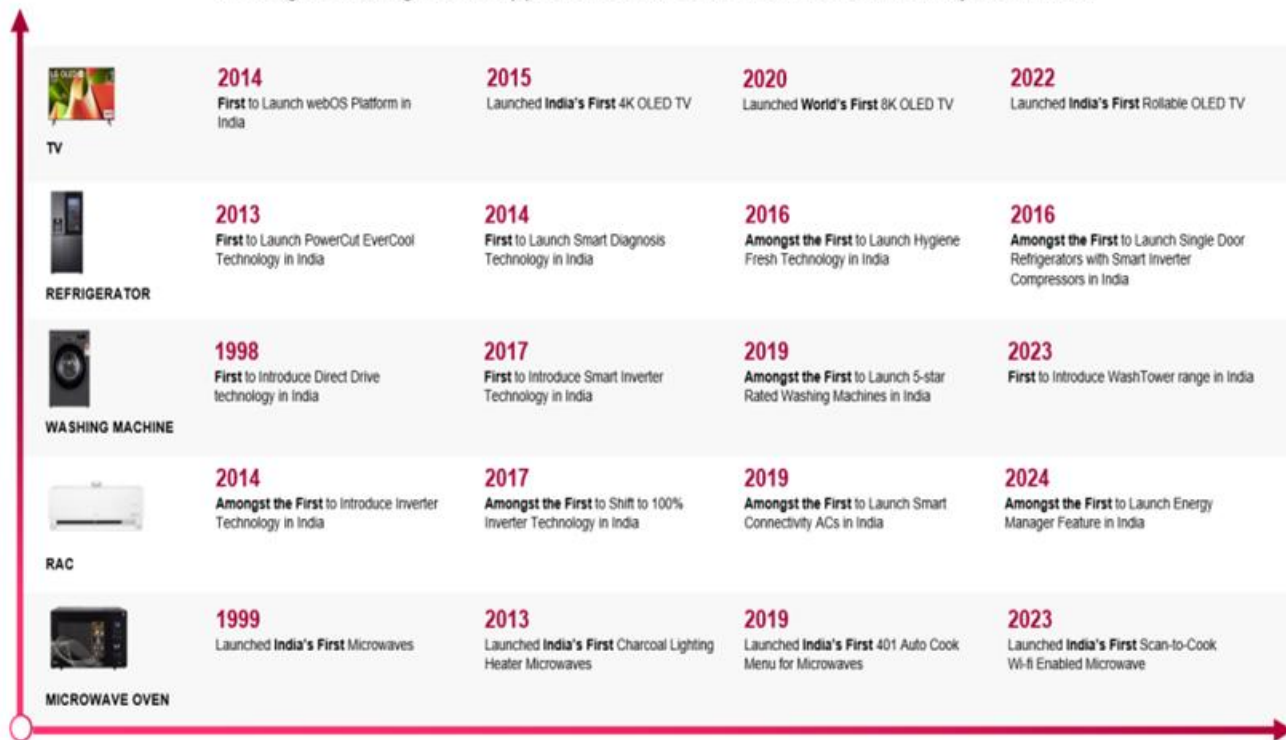 LG OLED
2014
First to Launch webOS Platform in
India
2015
Launched India's First 4K OLED TV
2020
Launched World's First 8K OLED TV
2022
Launched India's First Rollable OLED TV
TV
2013
First to Launch PowerCut EverCool
Technology in India
2014
First to Launch Smart Diagnosis
Technology in India
2016
Amongst the First to Launch Hygiene
Fresh Technology in India
2016
Amongst the First to Launch Single Door
Refrigerators with Smart Inverter
Compressors in India
REFRIGERATOR
1998
First to Introduce Direct Drive
technology in India
2017
First to Introduce Smart Inverter
Technology in India
2019
Amongst the First to Launch 5-star
Rated Washing Machines in India
2023
First to Introduce WashTower range in India
WASHING MACHINE
2014
Amongst the First to Introduce Inverter
Technology in India
2017
Amongst the First to Shift to 100%
Inverter Technology in India
2019
Amongst the First to Launch Smart
Connectivity ACs in India
2024
Amongst the First to Launch Energy
Manager Feature in India
RAC
1999
Launched India's First Microwaves
2013
Launched India's First Charcoal Lighting
Heater Microwaves
2019
Launched India's First 401 Auto Cook
Menu for Microwaves
2023
Launched India's First Scan-to-Cook
Wi-fi Enabled Microwave
MICROWAVE OVEN